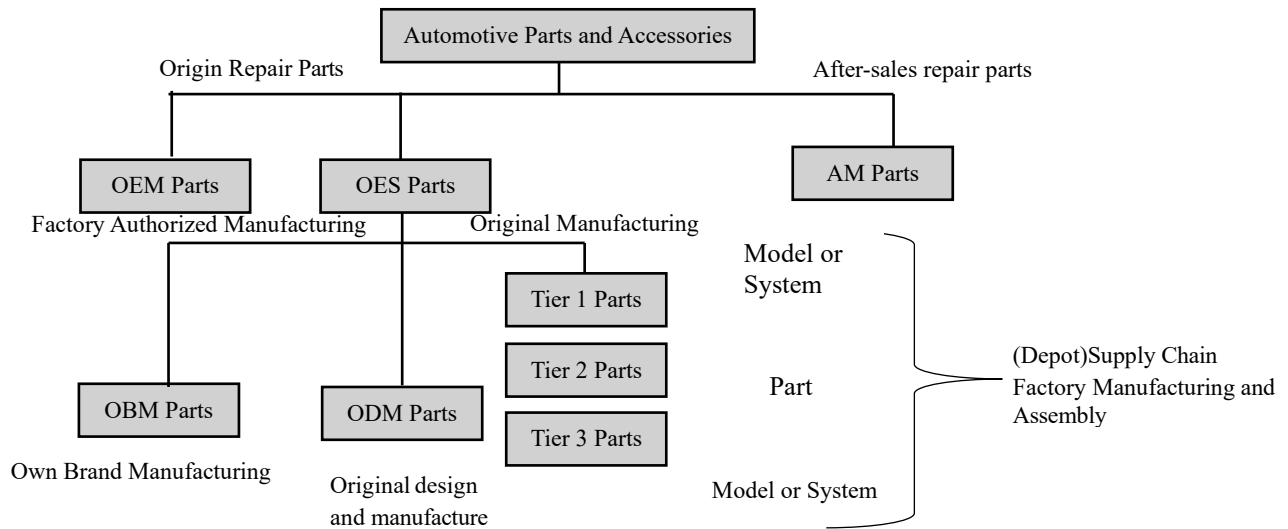 Automotive Parts and Accessories
Origin Repair Parts
After-sales repair parts
OEM Parts
OES Parts
AM Parts
Factory Authorized Manufacturing
Original Manufacturing
Model or
System
Tier 1 Parts
(Depot)Supply Chain
Factory Manufacturing and
Assembly
Tier 2 Parts
Part
OBM Parts
ODM Parts
Tier 3 Parts
Own Brand Manufacturing
Original design
and manufacture
Model or System